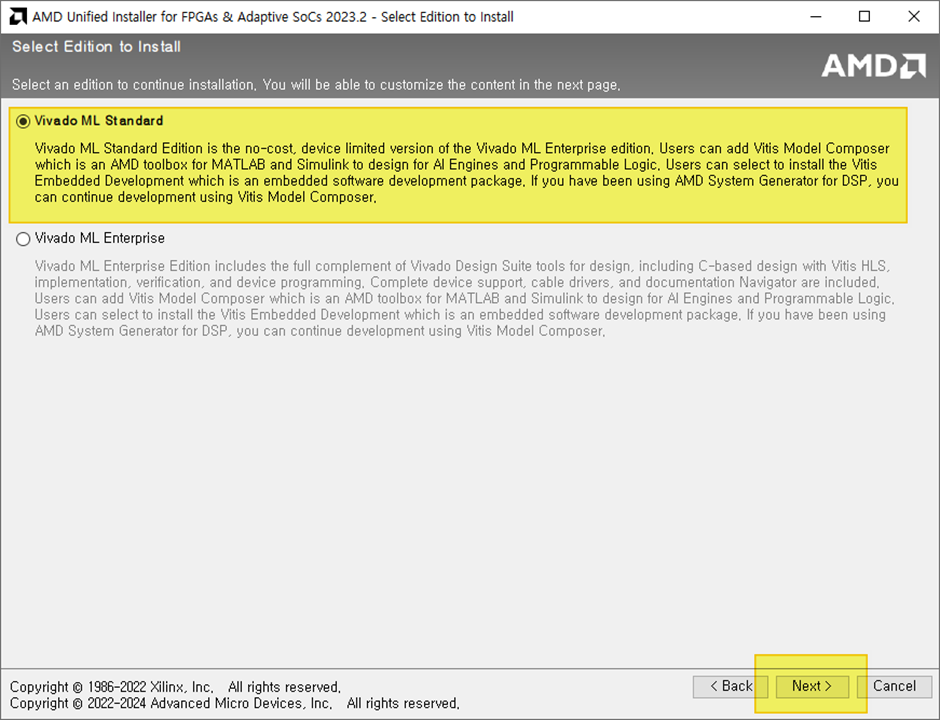 AMD Unified Installer for FPGAs & Adaptive SoCs 2023.2 - Select Edition to Install
Select Edition to Install
AMD
Select an edition to continue installation. You will be able to customize the content in the next page.
Vivado ML Standard
Vivado ML Standard Edition is the no-cost, device limited version of the Vivado ML Enterprise edition. Users can add Vitis Model Composer
which is an AMD toolbox for MATLAB and Simulink to design for AI Engines and Programmable Logic. Users can select to install the Vitis
Embedded Development which is an embedded software development package. If you have been using AMD System Generator for DSP, you
can continue development using Vitis Model Composer.
Vivado ML Enterprise
Vivado ML Enterprise Edition includes the full complement of Vivado Design Suite tools for design, including C-based design with Vitis HLS,
implementation, verification, and device programming. Complete device support, cable drivers, and documentation Navigator are included.
Users can add Vitis Model Composer which is an AMD toolbox for MATLAB and Simulink to design for AI Engines and Programmable Logic.
Users can select to install the Vitis Embedded Development which is an embedded software development package. If you have been using
AMD System Generator for DSP, you can continue development using Vitis Model Composer.
Copyright © 1986-2022 Xilinx, Inc. All rights reserved.
Copyright © 2022-2024 Advanced Micro Devices, Inc. All rights reserved.
< Back
Next >
Cancel